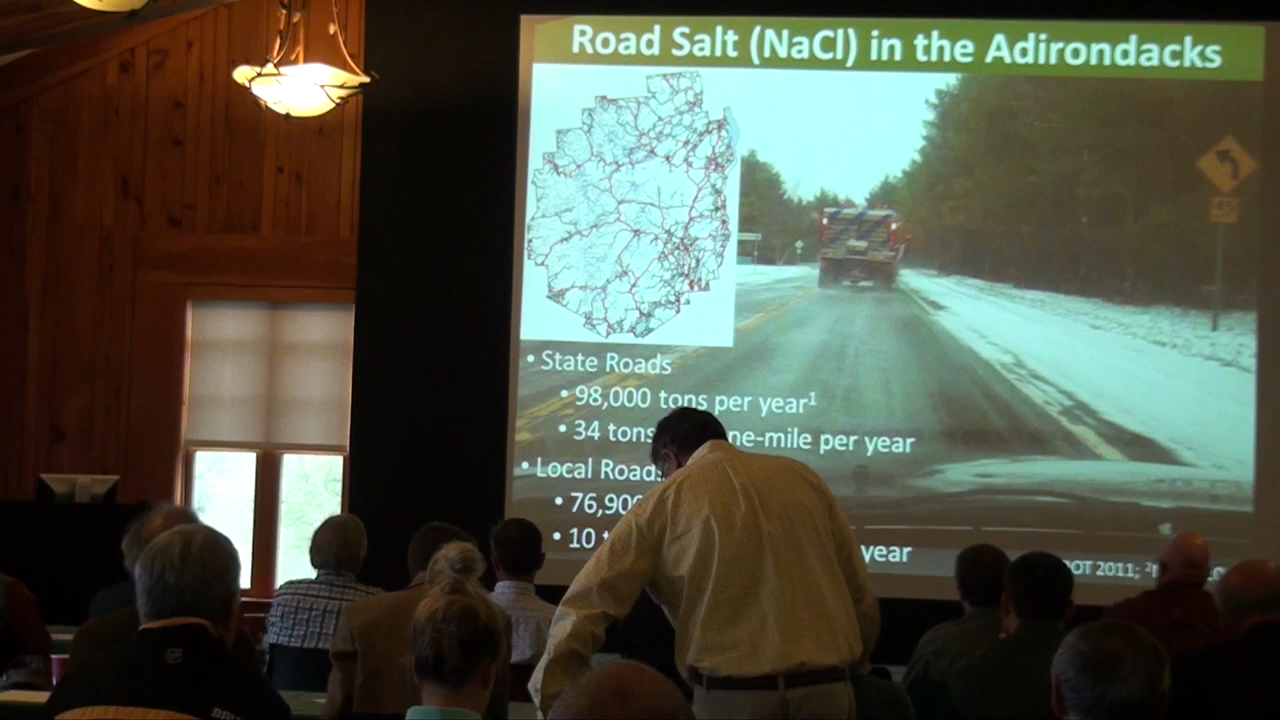 Road Salt (NaCl) in the Adirondacks
45
• State Roads
• 98,000 tons per year¹
• 34 tons ne-mile per year
• Local Roads
• 76,90
• 10 year
OT 2011;